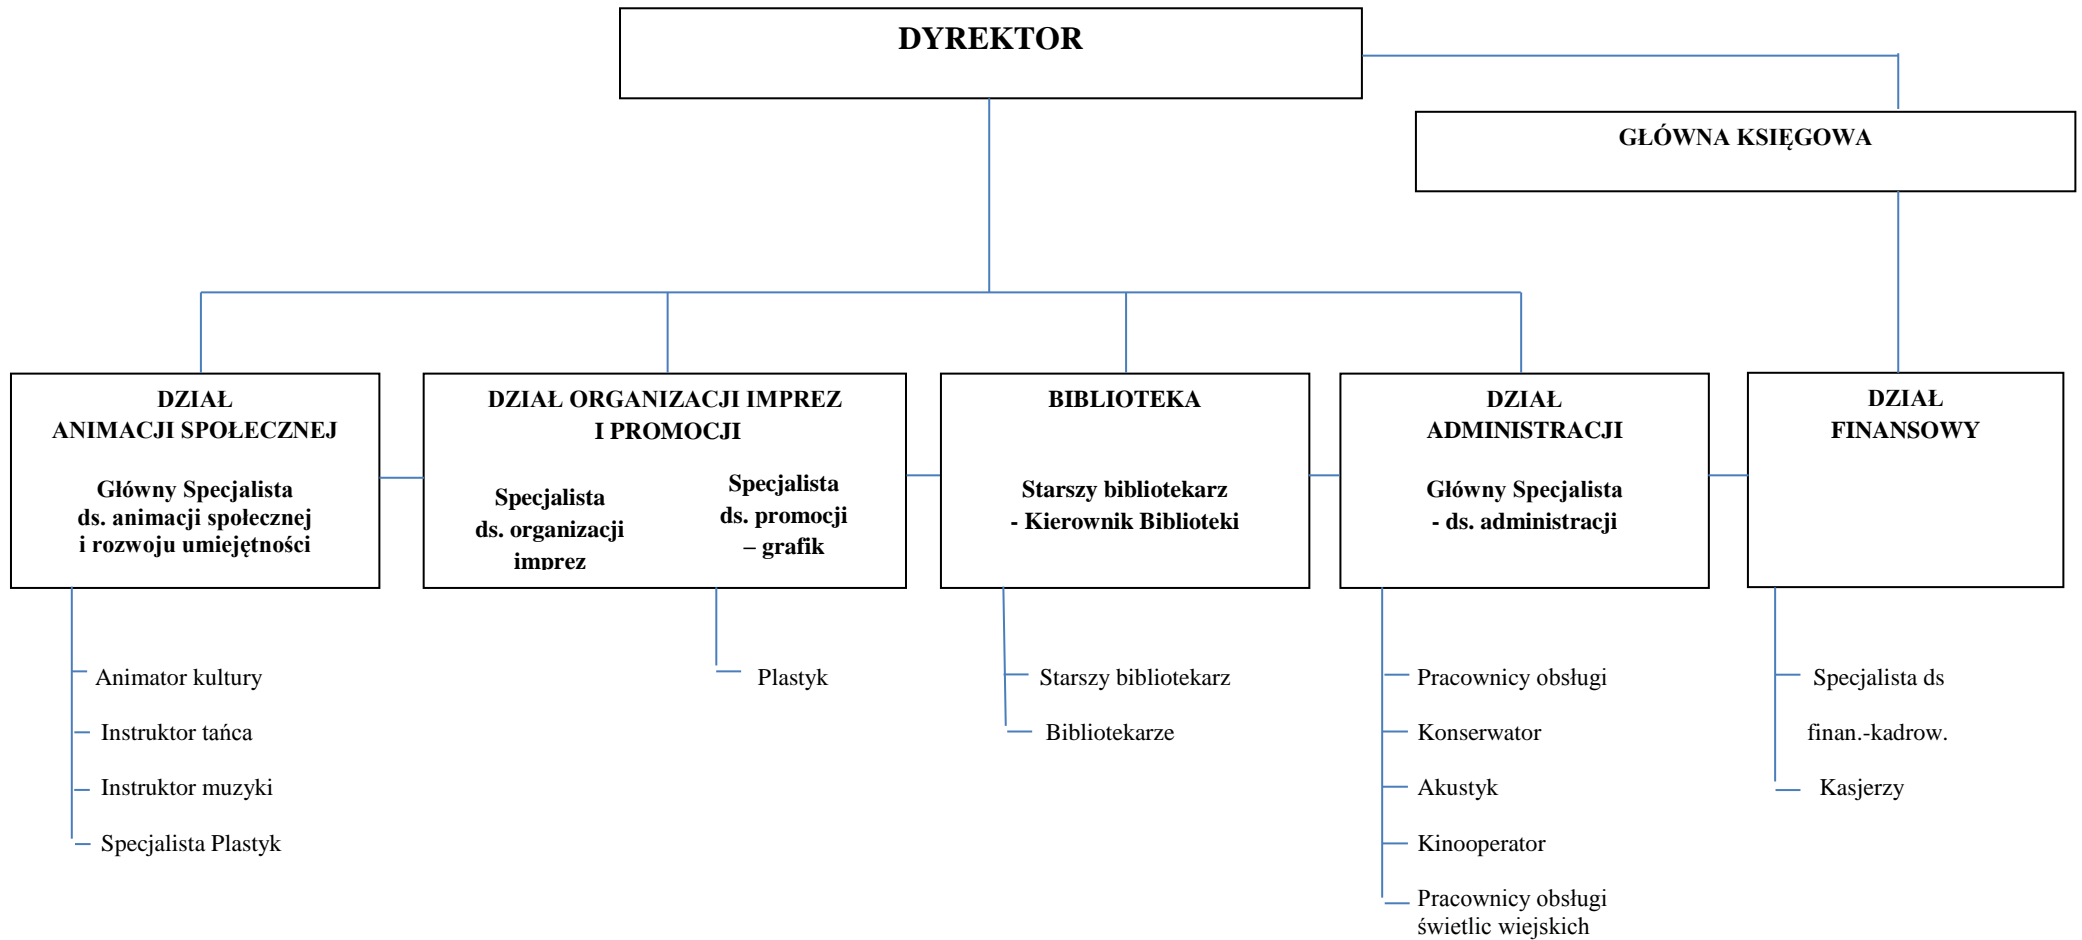 DYREKTOR
GŁÓWNA KSIĘGOWA
DZIAŁ
ANIMACJI SPOŁECZNEJ
Główny Specjalista
ds. animacji społecznej
i rozwoju umiejętności
DZIAŁ ORGANIZACJI IMPREZ
I PROMOCJI
Specjalista
ds. organizacji
imprez
Specjalista
ds. promocji
– grafik
BIBLIOTEKA
Starszy bibliotekarz
- Kierownik Biblioteki
DZIAŁ
ADMINISTRACJI
Główny Specjalista
- ds. administracji
DZIAŁ
FINANSOWY
Animator kultury
Instruktor tańca
Instruktor muzyki
Specjalista Plastyk
Plastyk
Starszy bibliotekarz
Bibliotekarze
Pracownicy obsługi
Konserwator
Akustyk
Kinooperator
Pracownicy obsługi
świetlic wiejskich
Specjalista ds
finan.-kadrow.
Kasjerzy